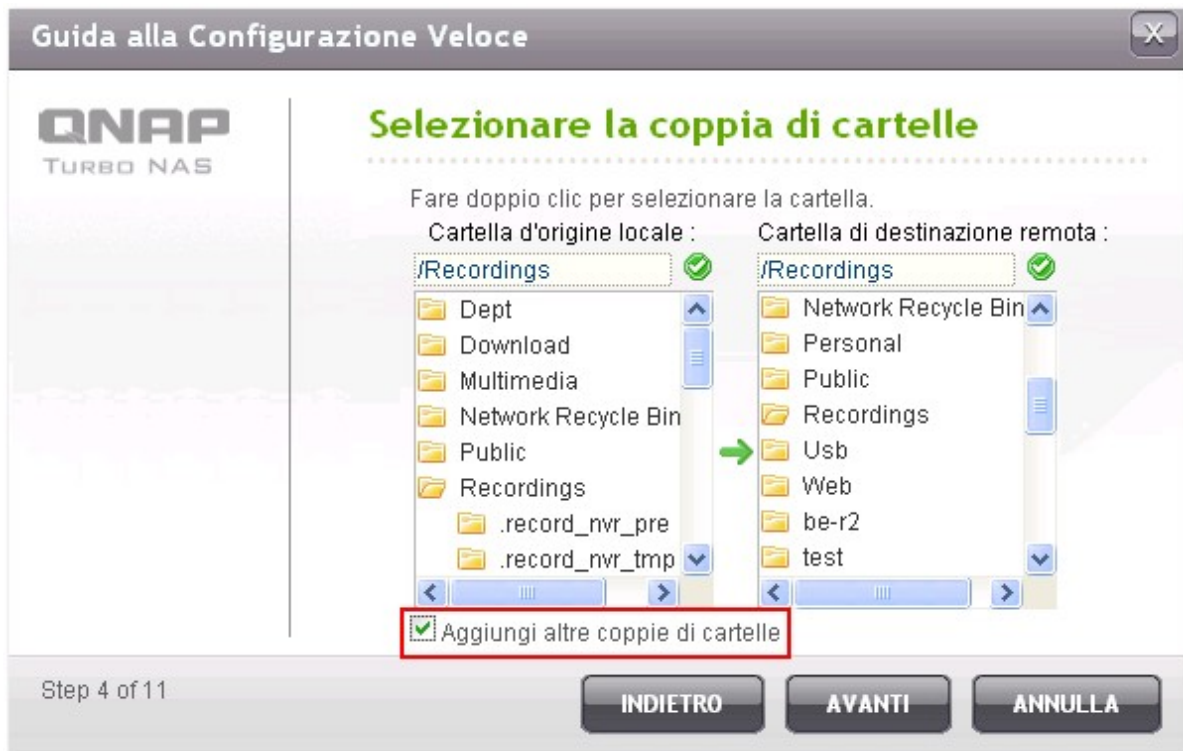 Guida alla Configurazione Veloce
X
QNAP
TURBO NAS
Selezionare la coppia di cartelle
Fare doppio clic per selezionare la cartella.
Cartella d'origine locale :
/Recordings
Dept
Download
Multimedia
Network Recycle Bin
Public
Recordings
.record_nvr_pre
.record_nvr_tmp
Cartella di destinazione remota :
/Recordings
Network Recycle Bin
Personal
Public
Recordings
Usb
Web
be-r2
test
Aggiungi altre coppie di cartelle
Step 4 of 11
INDIETRO
AVANTI
ANNULLA